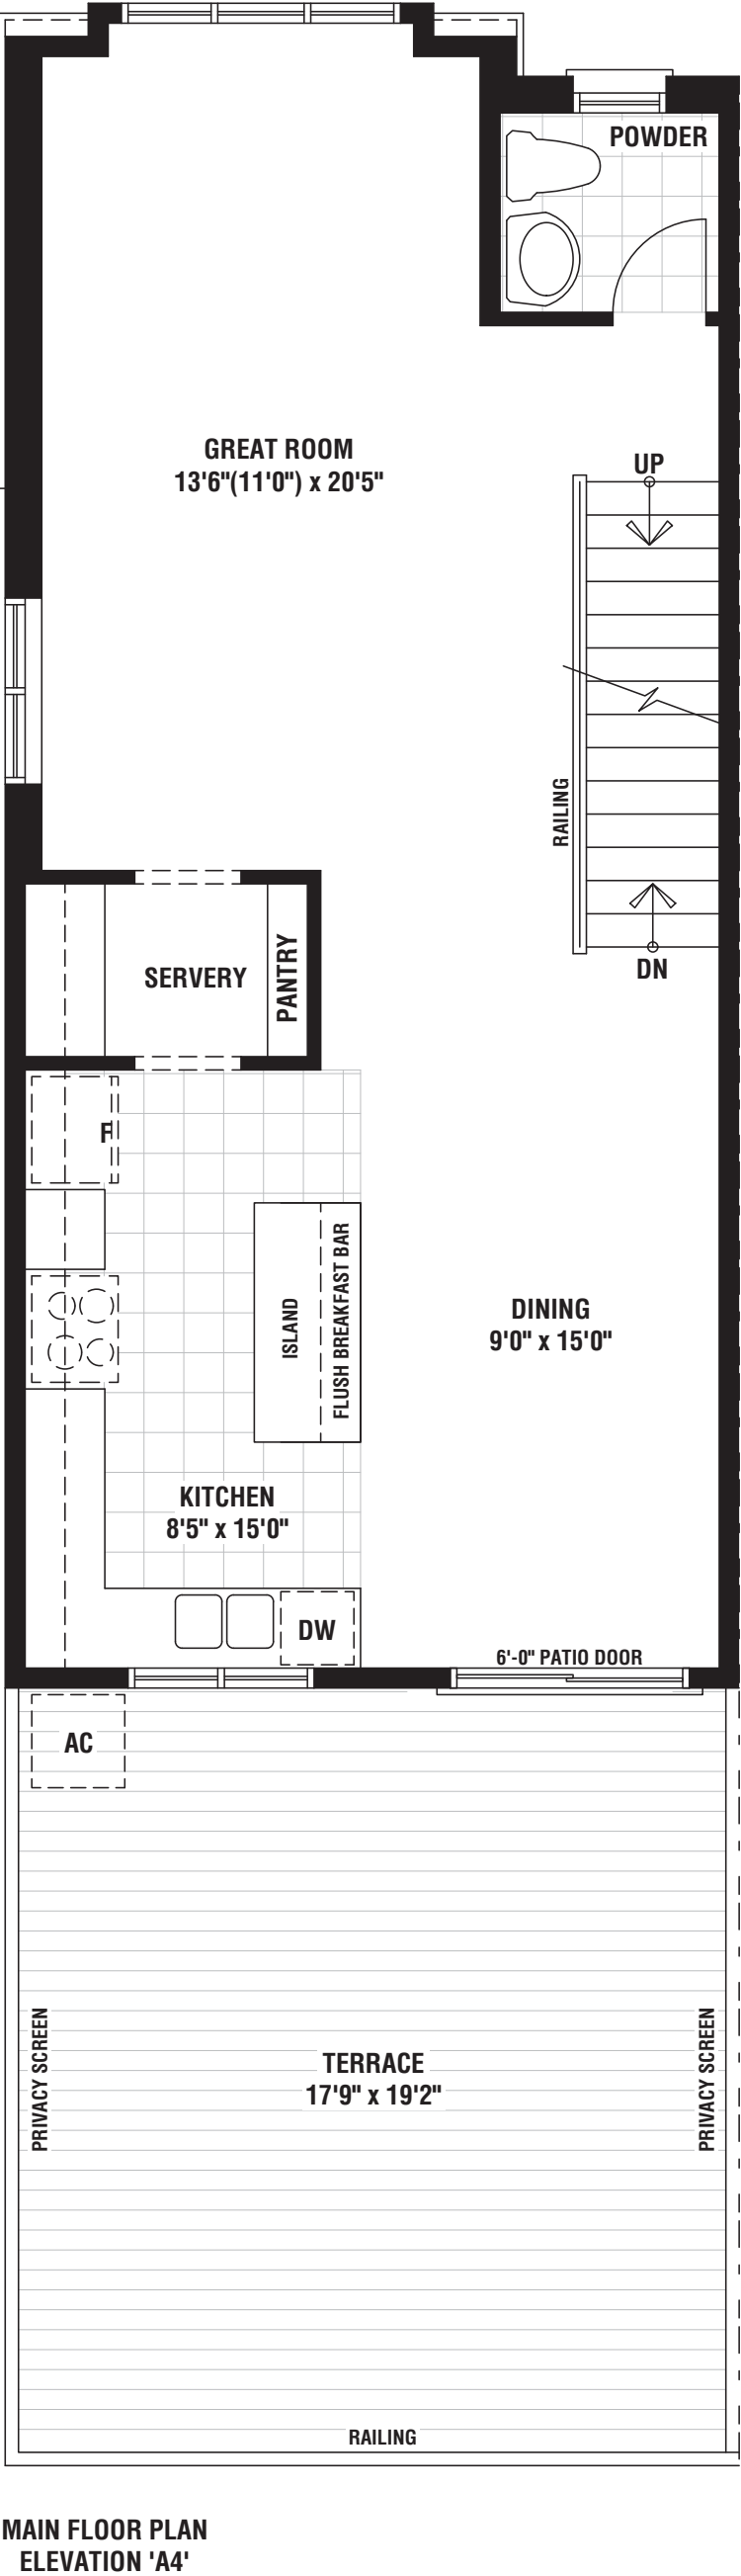 POWDER
GREAT ROOM
13'6"(11'0") x 20'5"
UP
RAILING
SERVERY
PANTRY
DN
F
ISLAND
FLUSH BREAKFAST BAR
DINING
9'0" x 15'0"
KITCHEN
8'5" x 15'0"
DW
6'-0" PATIO DOOR
AC
PRIVACY SCREEN
TERRACE
17'9" x 19'2"
PRIVACY SCREEN
RAILING
MAIN FLOOR PLAN
ELEVATION 'A4'